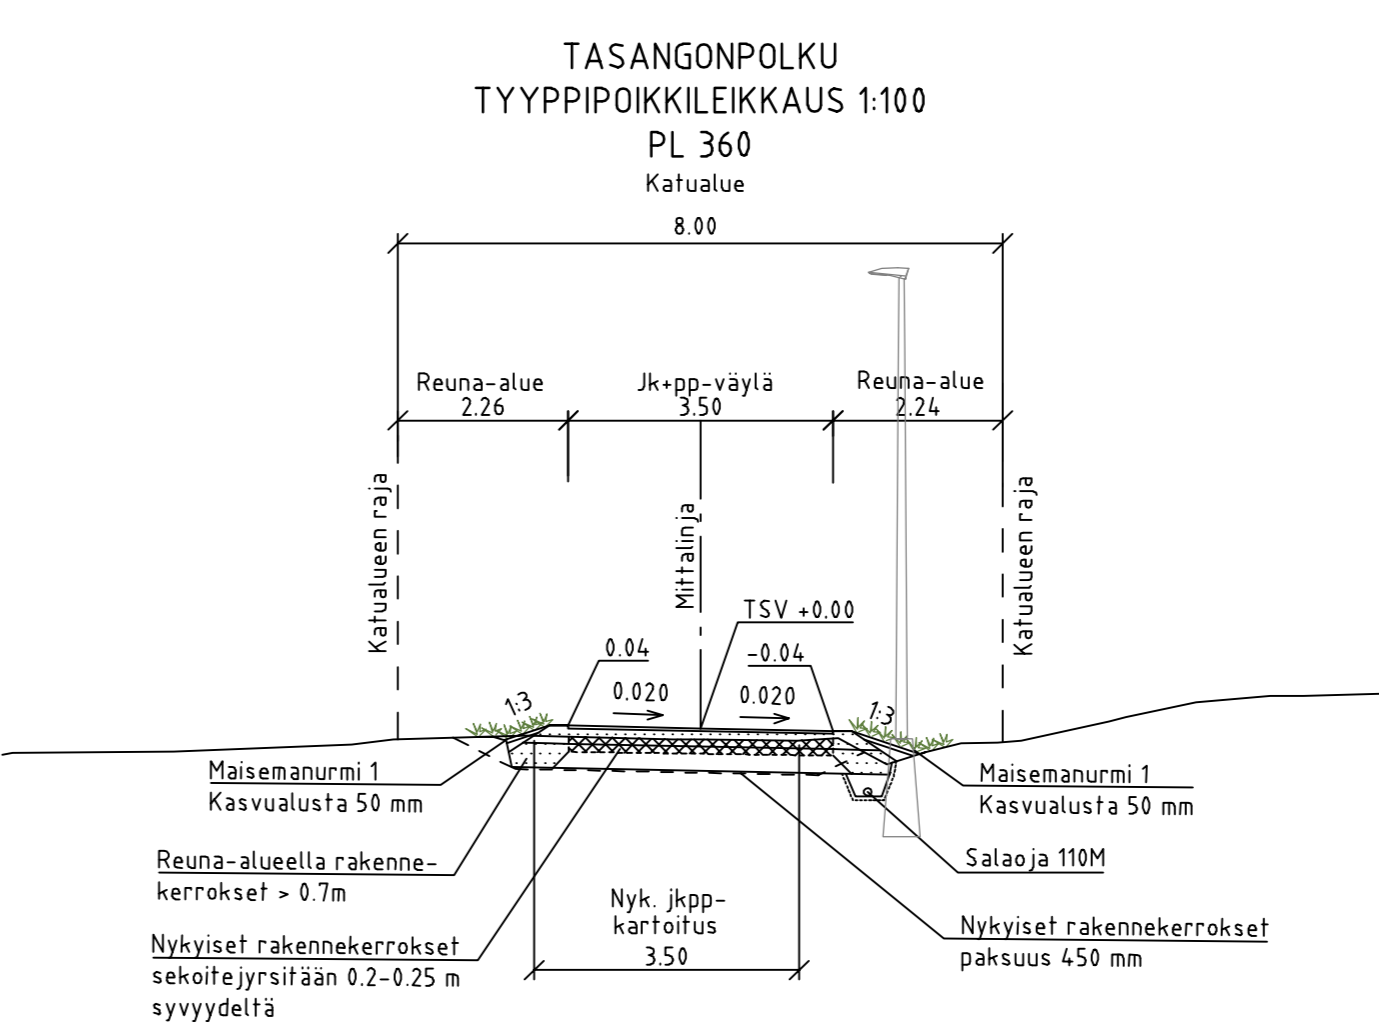 TASANGONPOLKU
TYYPPIPOIKKILEIKKAUS 1:100
PL 360
Katualue
8.00
Reuna-alue
2.26
Jk+pp-väylä
3.50
Reuna-alue
2.24
Katualueen raja
Mittalinja
Katualueen raja
TSV +0.00
0.04
-0.04
0.020
0.020
1:3
1:3
Maisemanurmi 1
Kasvualusta 50 mm
Maisemanurmi 1
Kasvualusta 50 mm
Reuna-alueella rakenne-
kerrokset > 0.7m
Salaoja 110M
Nyk. jkpp-
kartoitus
3.50
Nykyiset rakennekerrokset
sekoitejyrsitään 0.2-0.25 m
syvyydeltä
Nykyiset rakennekerrokset
paksuus 450 mm